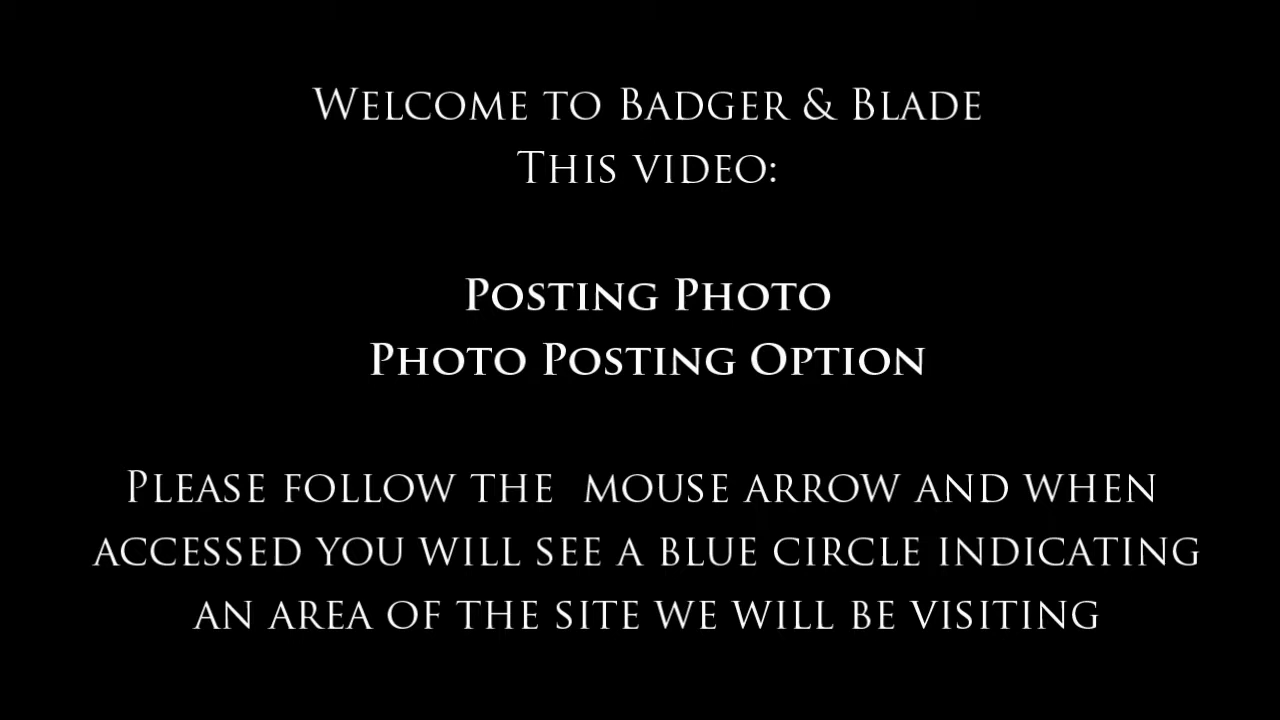 Welcome to Badger & Blade
This video:
Posting Photo
Photo Posting Option
Please follow the mouse arrow and when
accessed you will see a blue circle indicating
an area of the site we will be visiting